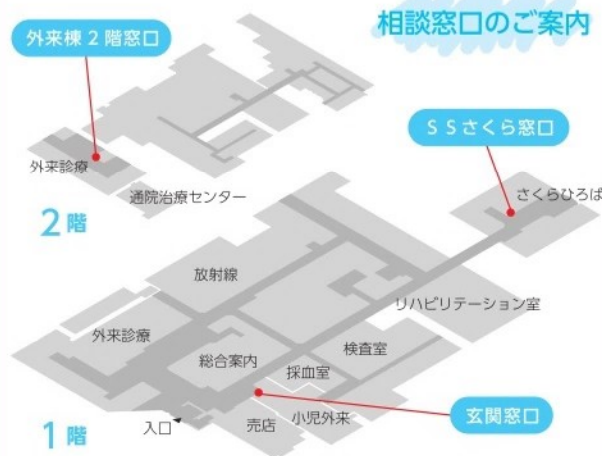 相談窓口のご案内
外来棟2階窓口
SSさくら窓口
外来診療
さくらひろば
通院治療センター
2階
放射線
リハビリテーション室
外来診療
検査室
総合案内
採血室
玄関窓口
小児外来
売店
入口
1階